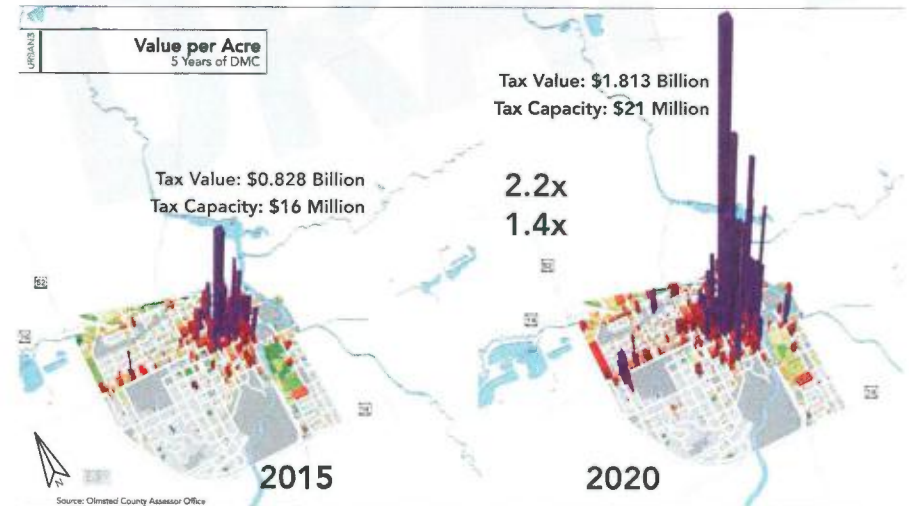 URBAN3
Value per Acre
5 Years of DMC
Tax Value: $0.828 Billion
Tax Capacity: $16 Million
Tax Value: $1.813 Billion
Tax Capacity: $21 Million
2.2x
1.4x
52
2015
2020
N
Source: Olmsted County Assessor Office